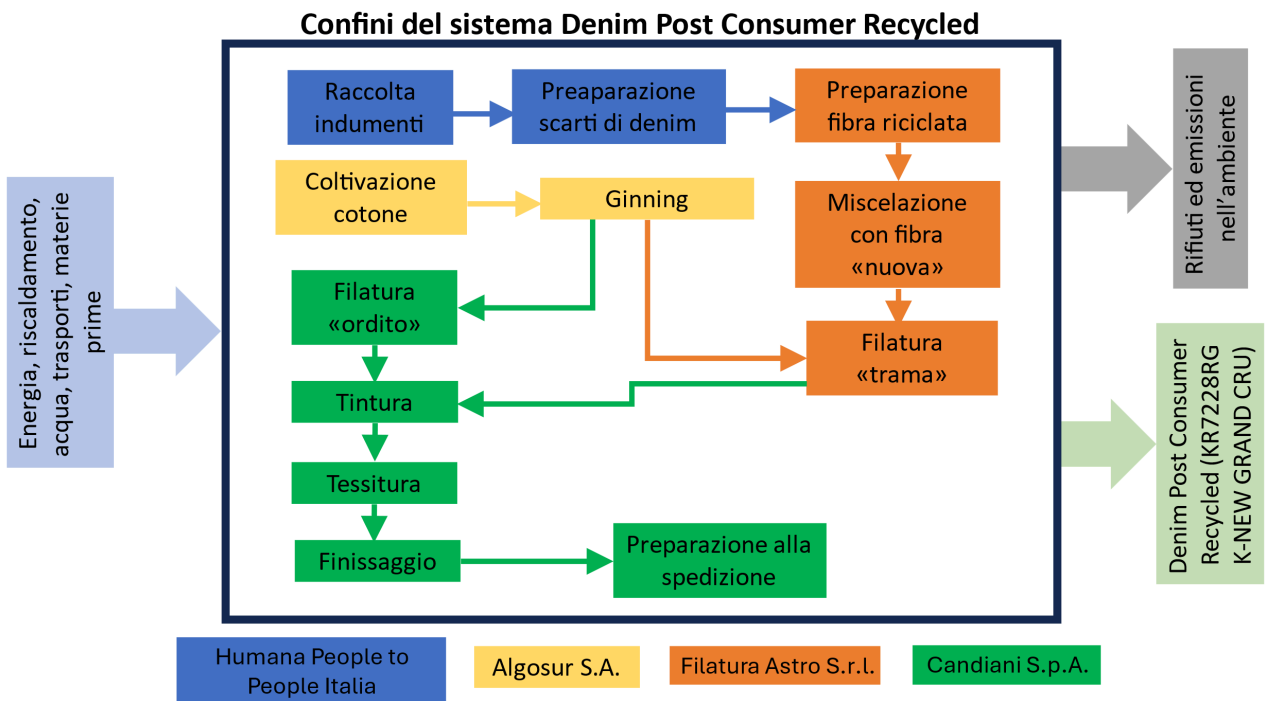 Confini del sistema Denim Post Consumer Recycled
Raccolta
indumenti
Preaparazione
scarti di denim
Preparazione
fibra riciclata
Coltivazione
cotone
Ginning
Miscelazione
con fibra
«nuova»
Filatura
«ordito»
Filatura
«trama»
Tintura
Tessitura
Finissaggio
Preparazione alla
spedizione
Energia, riscaldamento,
acqua, trasporti, materie
prime
Rifiuti ed emissioni
nell’ambiente
Denim Post Consumer
Recycled (KR7228RG
K-NEW GRAND CRU)
Humana People to
People Italia
Algosur S.A.
Filatura Astro S.r.l.
Candiani S.p.A.